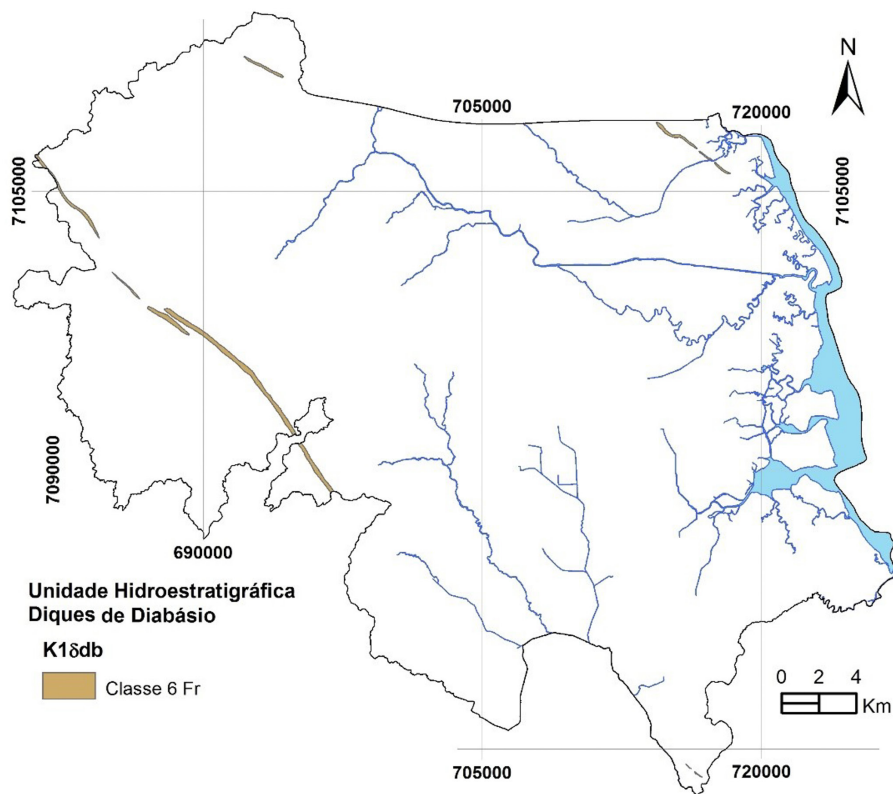 N
705000
720000
7105000
7105000
7090000
690000
Unidade Hidroestratigráfica
Diques de Diabásio
K1δdb
Classe 6 Fr
0 2 4
Km
705000
720000